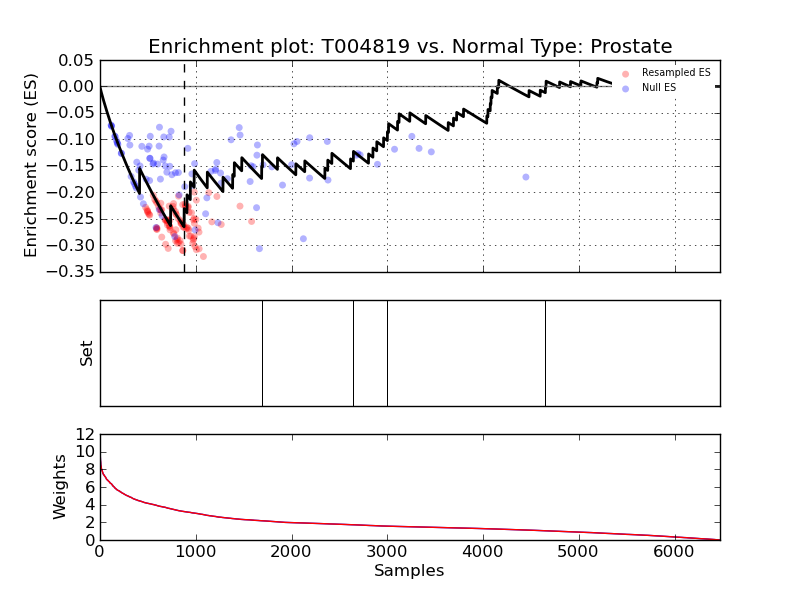 Enrichment plot: T004819 vs. Normal Type: Prostate
Enrichment score (ES)
0.05
0.00
−0.05
−0.10
−0.15
−0.20
−0.25
−0.30
−0.35
Resampled ES
Null ES
Set
Weights
12
10
8
6
4
2
0
0 1000 2000 3000 4000 5000 6000
Samples